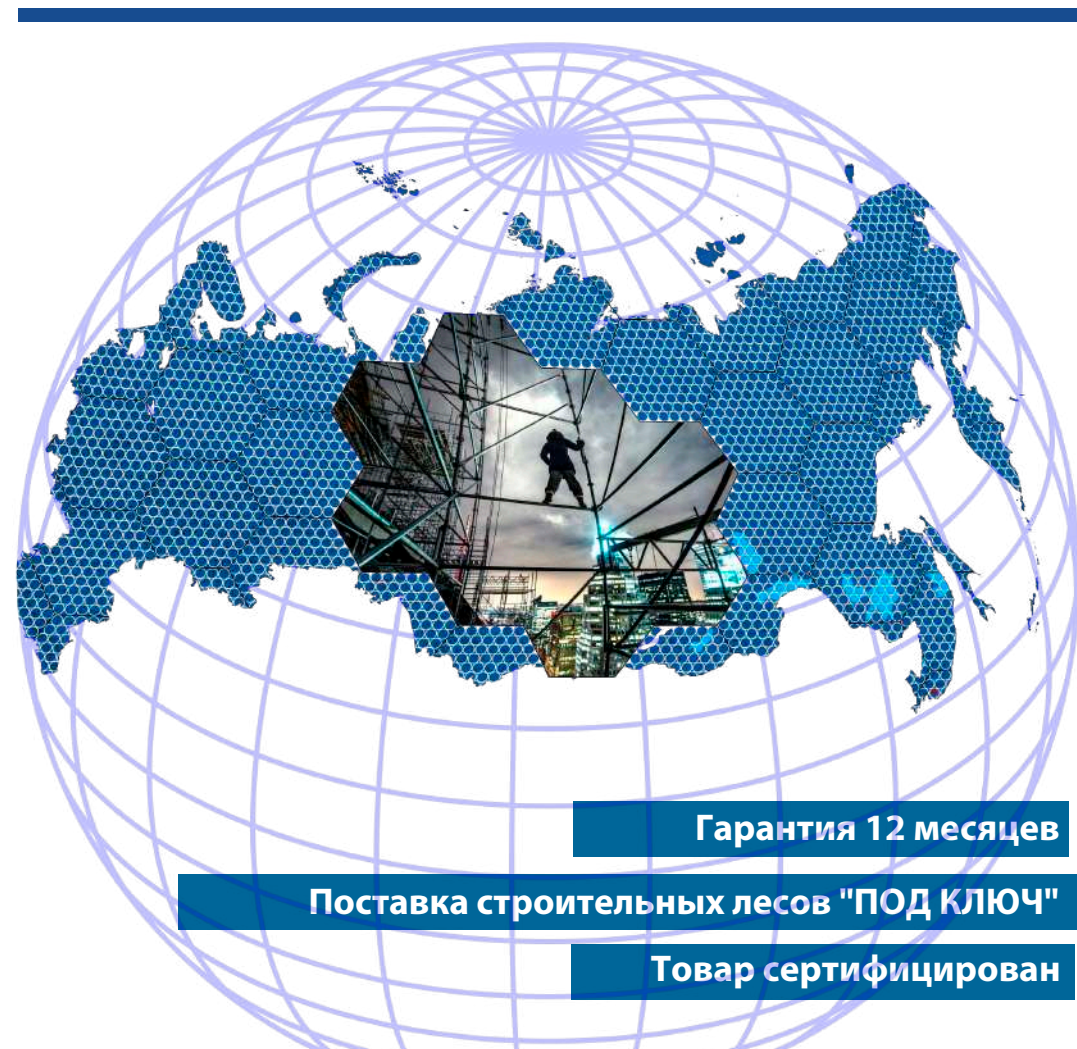 Гарантия 12 месяцев
Поставка строительных лесов "ПОД КЛЮЧ"
Товар сертифицирован